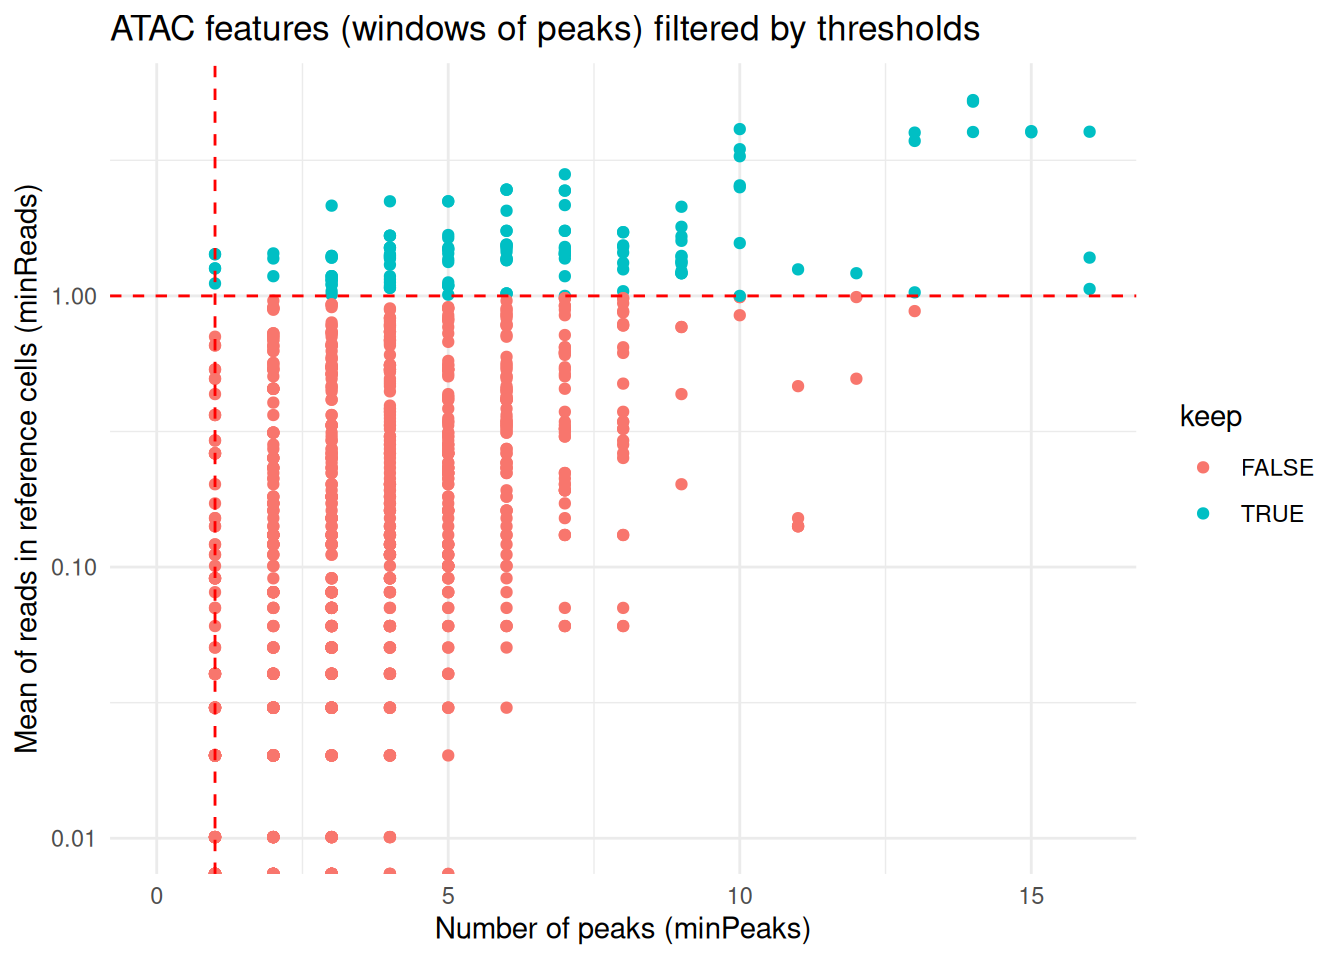 ATAC features (windows of peaks) filtered by thresholds
Mean of reads in reference cells (minReads)
1.00
0.10
0.01
0
5
10
15
Number of peaks (minPeaks)
keep
FALSE
TRUE